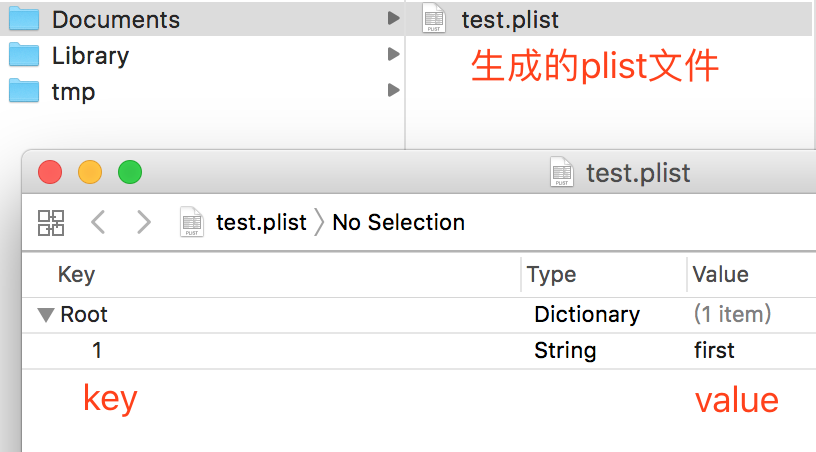 Documents
test.plist
Library
生成的plist文件
tmp
test.plist
test.plist
No Selection
Key Type Value
Root Dictionary (1 item)
1 String first
key value